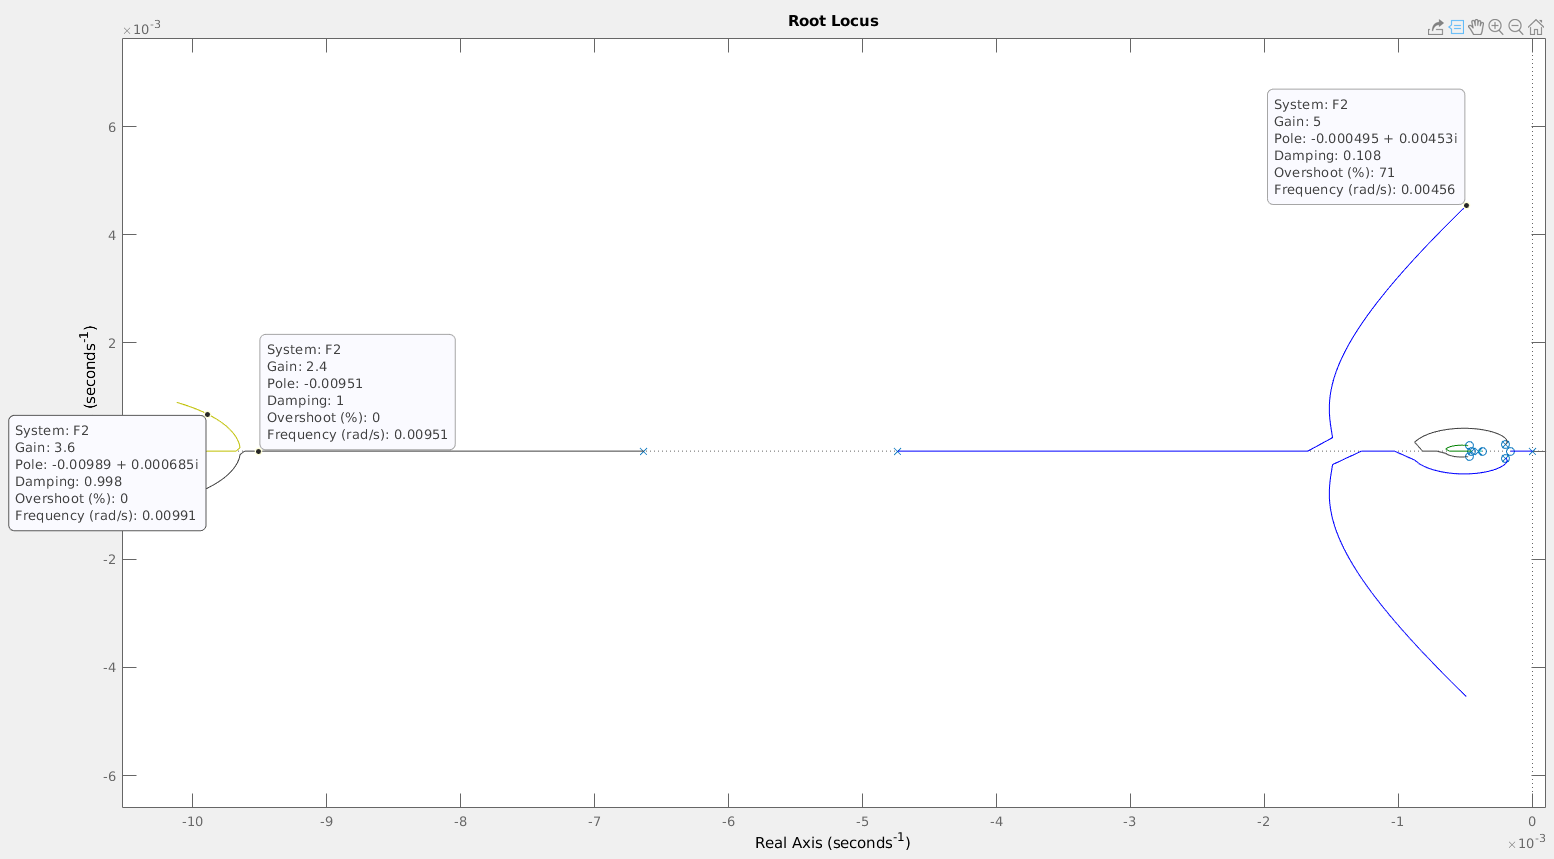 Root Locus
×10⁻³
System: F2
Gain: 5
Pole: -0.000495 + 0.00453i
Damping: 0.108
Overshoot (%): 71
Frequency (rad/s): 0.00456
6
4
2
-2
-4
-6
(seconds⁻¹)
System: F2
Gain: 2.4
Pole: -0.00951
Damping: 1
Overshoot (%): 0
Frequency (rad/s): 0.00951
System: F2
Gain: 3.6
Pole: -0.00989 + 0.000685i
Damping: 0.998
Overshoot (%): 0
Frequency (rad/s): 0.00991
-10 -9 -8 -7 -6 -5 -4 -3 -2 -1 0
Real Axis (seconds⁻¹)
×10⁻³